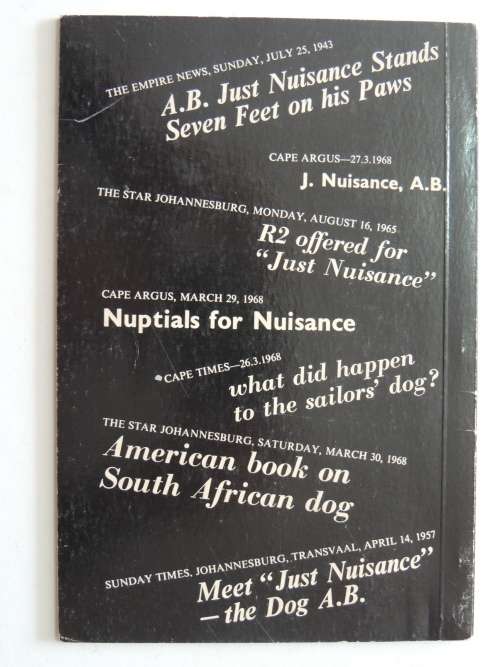 THE EMPIRE NEWS, SUNDAY, JULY 25, 1943
A.B. Just Nuisance Stands
Seven Feet on his Paws
CAPE ARGUS—27.3.1968
J. Nuisance, A.B.
THE STAR JOHANNESBURG, MONDAY, AUGUST 16, 1965
R2 offered for
“Just Nuisance”
CAPE ARGUS, MARCH 29, 1968
Nuptials for Nuisance
CAPE TIMES—26.3.1968
what did happen
to the sailors’ dog?
THE STAR JOHANNESBURG, SATURDAY, MARCH 30, 1968
American book on
South African dog
SUNDAY TIMES, JOHANNESBURG, TRANSVAAL, APRIL 14, 1957
Meet “Just Nuisance”
—the Dog A.B.